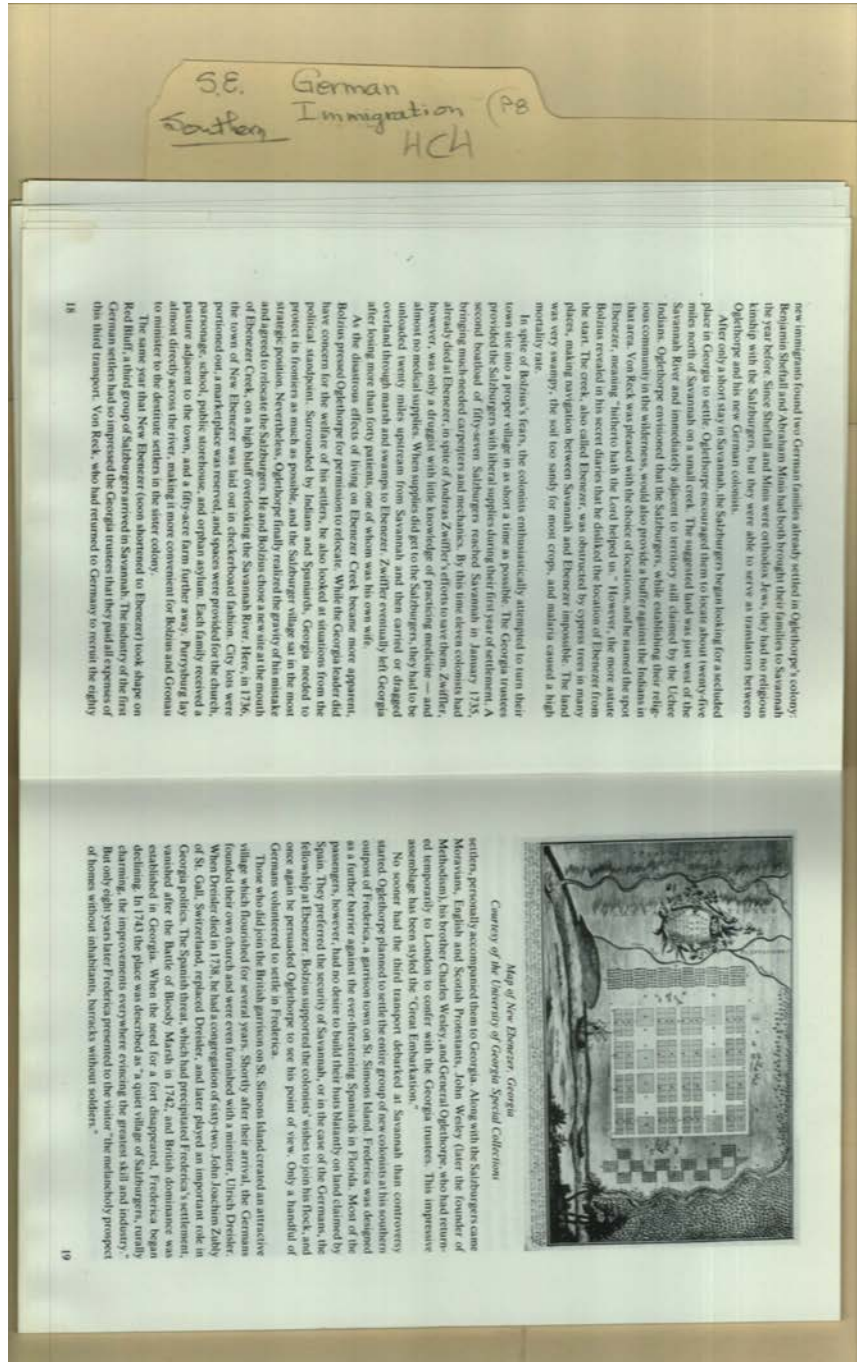 S.E. German
Southern Immigration (P8
HCH
new immigrants found two German families already settled in Oglethorpe's colony:
Benjamin Sheftall and Abraham Minis had both brought their families to Savannah
the year before. Since Sheftall and Minis were orthodox Jews, they had no religious
kinship with the Salzburgers, but they were able to serve as translators between
Oglethorpe and his new German colonists.
After only a short stay in Savannah, the Salzburgers began looking for a secluded
place in Georgia to settle. Oglethorpe encouraged them to locate about twenty-five
miles north of Savannah on a small creek. The suggested land was just west of the
Savannah River and immediately adjacent to territory still claimed by the Uchee
Indians. Oglethorpe envisioned that the Salzburgers, while establishing their relig-
ious community in the wilderness, would also provide a buffer against the Indians in
that area. Von Reck was pleased with the choice of locations, and he named the spot
Ebenezer, meaning "hitherto hath the Lord helped us." However, the more astute
Bolzius revealed in his secret diaries that he disliked the location of Ebenezer from
the start. The creek, also called Ebenezer, was obstructed by cypress trees in many
places, making navigation between Savannah and Ebenezer impossible. The land
was very swampy, the soil too sandy for most crops, and malaria caused a high
mortality rate.
In spite of Bolzius's fears, the colonists enthusiastically attempted to turn their
town site into a proper village in as short a time as possible. The Georgia trustees
provided the Salzburgers with liberal supplies during their first year of settlement. A
second boatload of fifty-seven Salzburgers reached Savannah in January 1735,
bringing much-needed carpenters and mechanics. By this time eleven colonists had
already died at Ebenezer, in spite of Andreas Zwifler's efforts to save them. Zwifler,
however, was only a druggist with little knowledge of practicing medicine — and
almost no medical supplies. When supplies did get to the Salzburgers, they had to be
unloaded twenty miles upstream from Savannah and then carried or dragged
overland through marsh and swamps to Ebenezer. Zwifler eventually left Georgia
after losing more than forty patients, one of whom was his own wife.
As the disastrous effects of living on Ebenezer Creek became more apparent,
Bolzius pressed Oglethorpe for permission to relocate. While the Georgia leader did
have concern for the welfare of his settlers, he also looked at situations from the
political standpoint. Surrounded by Indians and Spaniards, Georgia needed to
protect its frontiers as much as possible, and the Salzburger village sat in the most
strategic position. Nevertheless, Oglethorpe finally realized the gravity of his mistake
and agreed to relocate the Salzburgers. He and Bolzius chose a new site at the mouth
of Ebenezer Creek, on a high bluff overlooking the Savannah River. Here, in 1736,
the town of New Ebenezer was laid out in checkerboard fashion. City lots were
portioned out, a marketplace was reserved, and spaces were provided for the church,
parsonage, school, public storehouse, and orphan asylum. Each family received a
pasture adjacent to the town, and a fifty-acre farm further away. Purrysburg lay
almost directly across the river, making it more convenient for Bolzius and Gronau
to minister to the destitute settlers in the sister colony.
The same year that New Ebenezer (soon shortened to Ebenezer) took shape on
Red Bluff, a third group of Salzburgers arrived in Savannah. The industry of the first
German settlers had so impressed the Georgia trustees that they paid all expenses of
this third transport. Von Reck, who had returned to Germany to recruit the eighty
18
Map of New Ebenezer, Georgia
Courtesy of the University of Georgia Special Collections
settlers, personally accompanied them to Georgia. Along with the Salzburgers came
Moravians, English and Scotish Protestants, John Wesley (later the founder of
Methodism), his brother Charles Wesley, and General Oglethorpe, who had return-
ed temporarily to London to confer with the Georgia trustees. This impressive
assemblage has been styled the "Great Embarkation."
No sooner had the third transport debarked at Savannah than controversy
started. Oglethorpe planned to settle the entire group of new colonists at his southern
outpost of Frederica, a garrison town on St. Simons Island. Frederica was designed
as a further barrier against the ever-threatening Spaniards in Florida. Most of the
passengers, however, had no desire to build their huts blatantly on land claimed by
Spain. They preferred the security of Savannah, or in the case of the Germans, the
fellowship at Ebenezer. Bolzius supported the colonists' wishes to join his flock, and
once again he persuaded Oglethorpe to see his point of view. Only a handful of
Germans volunteered to settle in Frederica.
Those who did join the British garrison on St. Simons Island created an attractive
village which flourished for several years. Shortly after their arrival, the Germans
founded their own church and were even furnished with a minister, Ulrich Dreisler.
When Dreisler died in 1738, he had a congregation of sixty-two. John Joachim Zubly
of St. Gall, Switzerland, replaced Dreisler, and later played an important role in
Georgia politics. The Spanish threat, which had precipitated Frederica's settlement,
vanished after the Battle of Bloody Marsh in 1742, and British dominance was
established in Georgia. When the need for a fort disappeared, Frederica began
declining. In 1743 the place was described as "a quiet village of Salzburgers, rurally
charming, the improvements everywhere evincing the greatest skill and industry."
But only eight years later Frederica presented to the visitor "the melancholy prospect
of homes without inhabitants, barracks without soldiers."
19